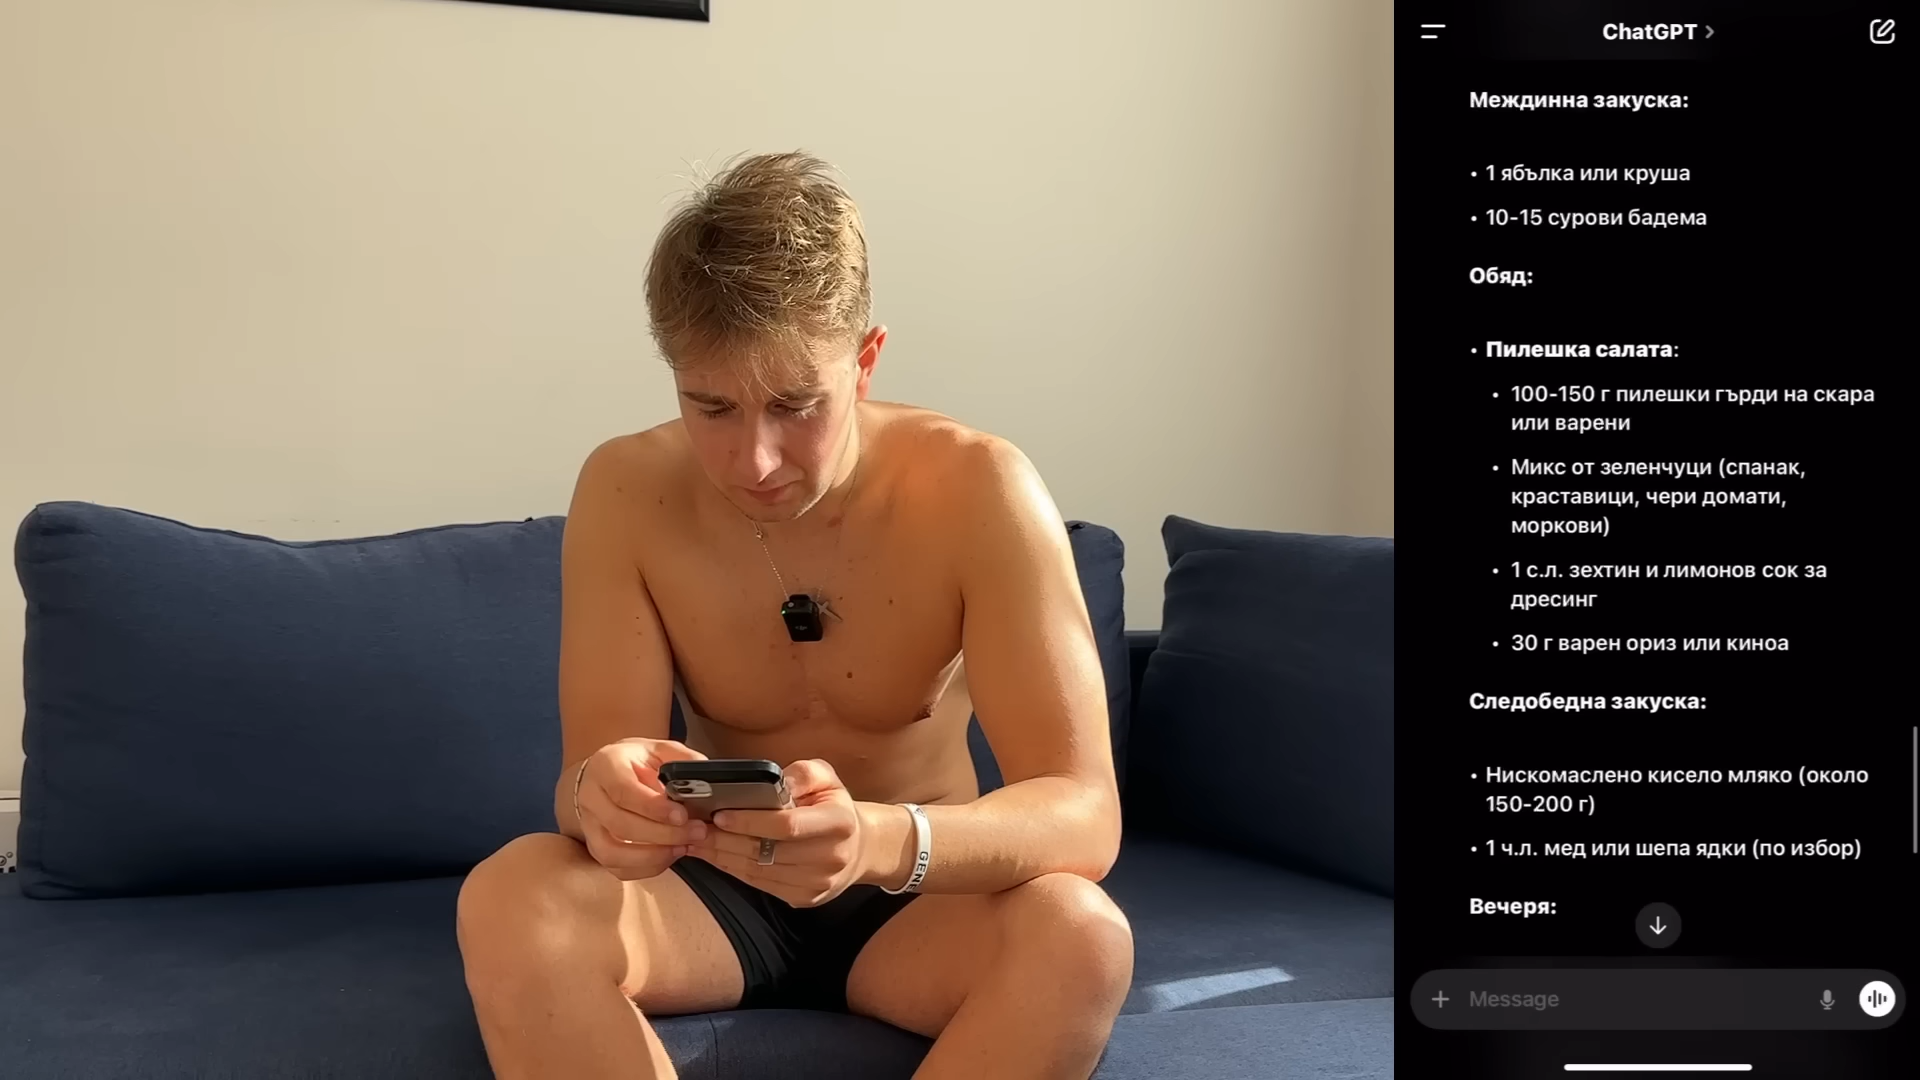 ChatGPT
Междинна закуска:
• 1 ябълка или круша
• 10-15 сурови бадема
Обяд:
• Пилешка салата:
• 100-150 г пилешки гърди на скара
или варени
• Микс от зеленчуци (спанак,
краставици, чери домати,
моркови)
• 1 с.л. зехтин и лимонов сок за
дресинг
• 30 г варен ориз или киноа
Следобедна закуска:
• Нискомаслено кисело мляко (около
150-200 г)
• 1 ч.л. мед или шепа ядки (по избор)
Вечеря:
Message
GENE